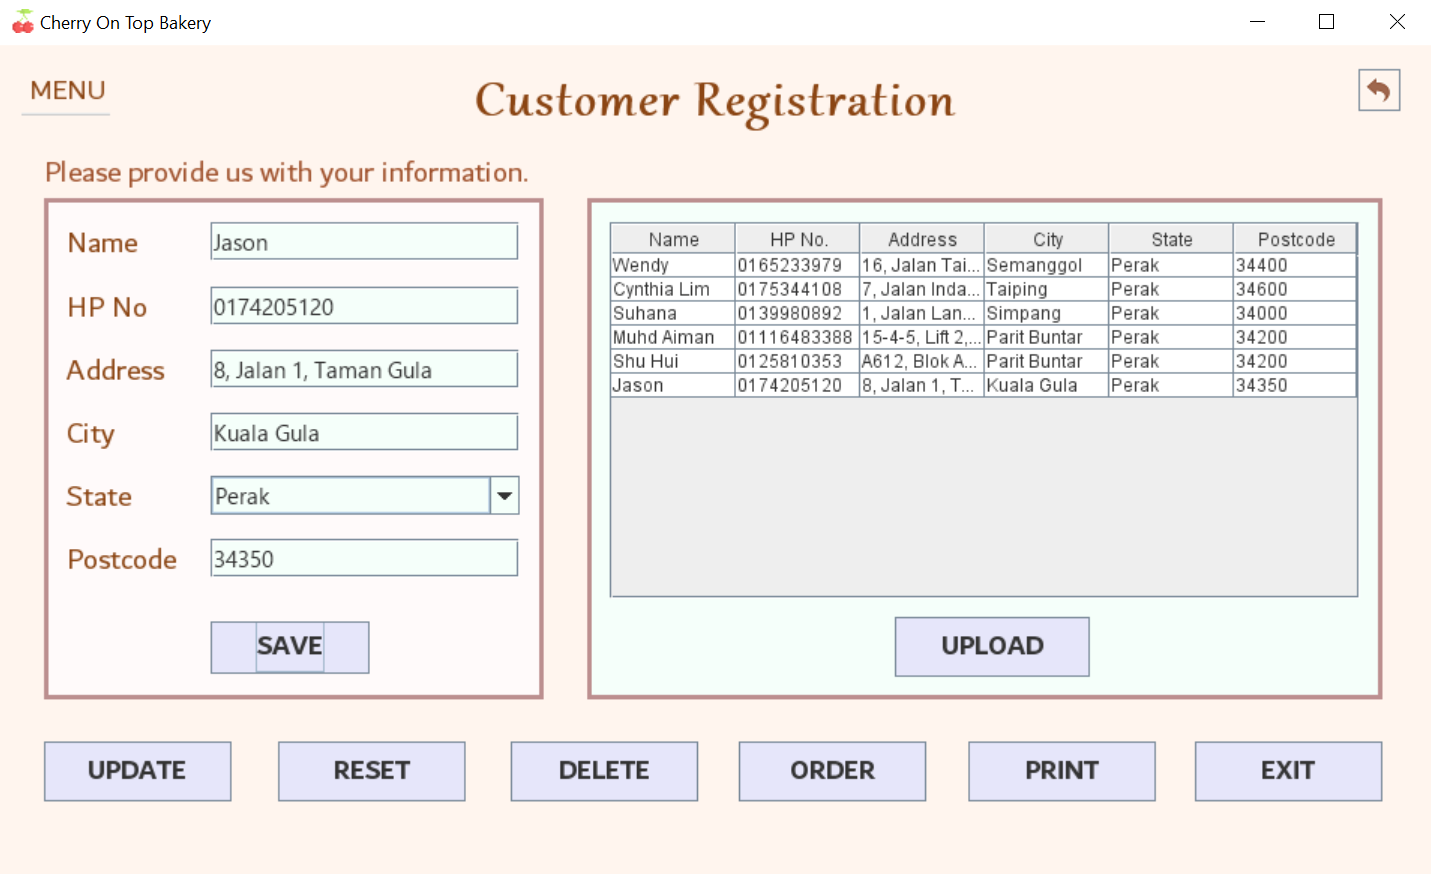 Cherry On Top Bakery
MENU
Customer Registration
Please provide us with your information.
Name Jason
HP No 0174205120
Address 8, Jalan 1, Taman Gula
City Kuala Gula
State Perak
Postcode 34350
SAVE
Name HP No. Address City State Postcode
Wendy 0165233979 16, Jalan Tai... Semanggol Perak 34400
Cynthia Lim 0175344108 7, Jalan Inda... Taiping Perak 34600
Suhana 0139980892 1, Jalan Lan... Simpang Perak 34000
Muhd Aiman 01116483388 15-4-5, Lift 2,... Parit Buntar Perak 34200
Shu Hui 0125810353 A612, Blok A... Parit Buntar Perak 34200
Jason 0174205120 8, Jalan 1, T... Kuala Gula Perak 34350
UPLOAD
UPDATE RESET DELETE ORDER PRINT EXIT